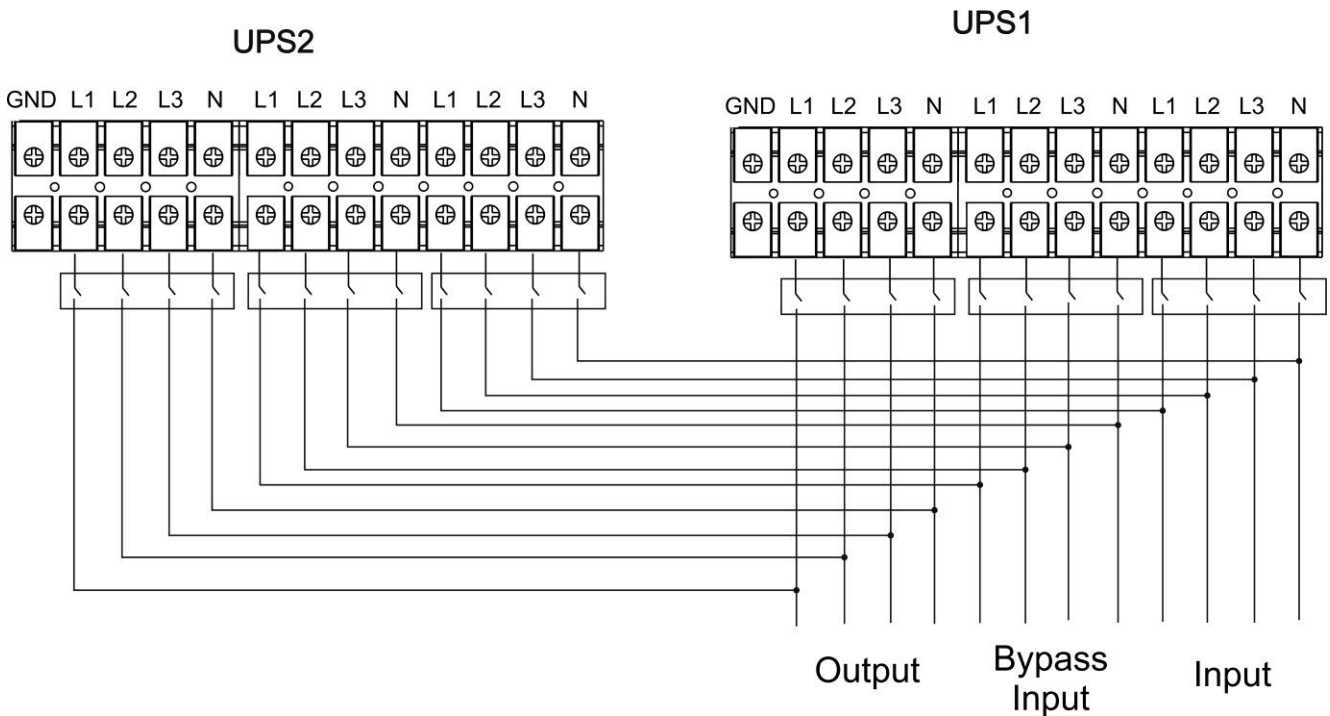 UPS2
UPS1
GND L1 L2 L3 N L1 L2 L3 N L1 L2 L3 N
GND L1 L2 L3 N L1 L2 L3 N L1 L2 L3 N
Output
Bypass
Input
Input